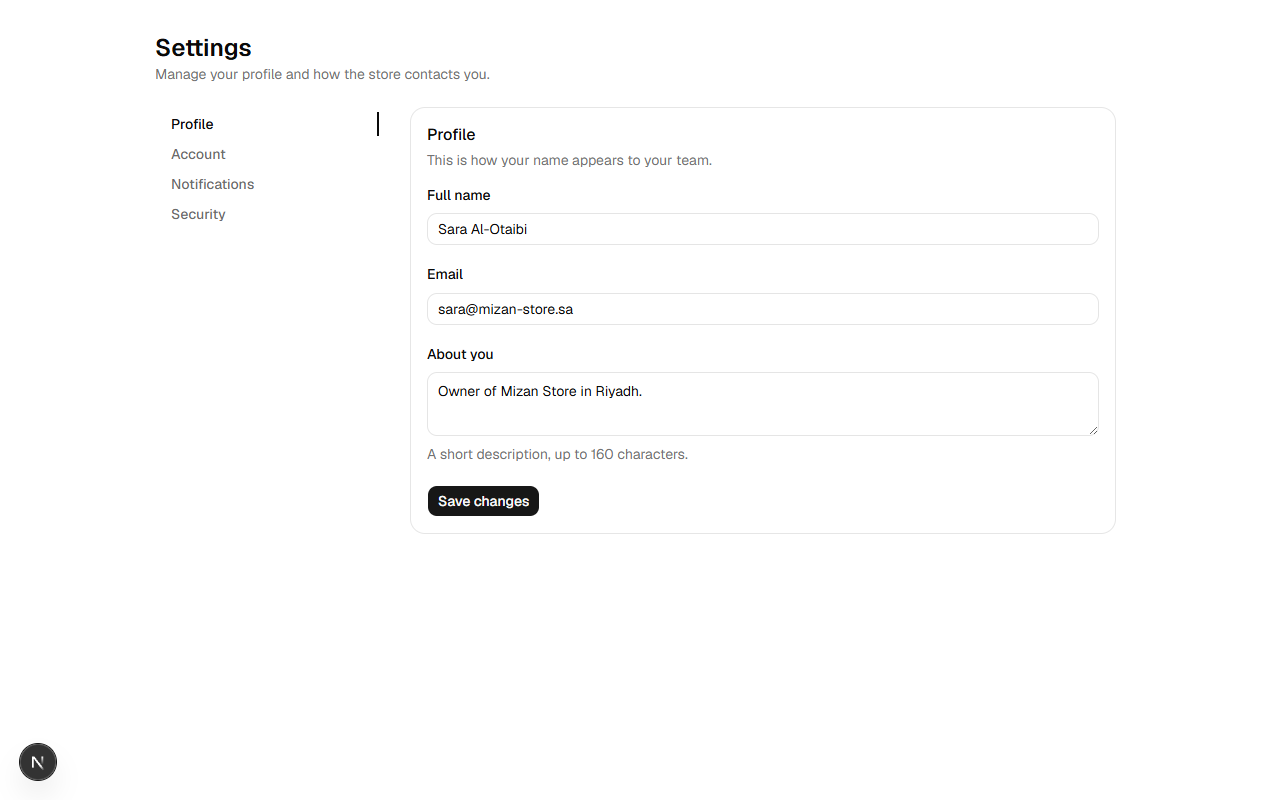 Settings
Manage your profile and how the store contacts you.
Profile
Account
Notifications
Security
Profile
This is how your name appears to your team.
Full name
Sara Al-Otaibi
Email
sara@mizan-store.sa
About you
Owner of Mizan Store in Riyadh.
A short description, up to 160 characters.
Save changes
N